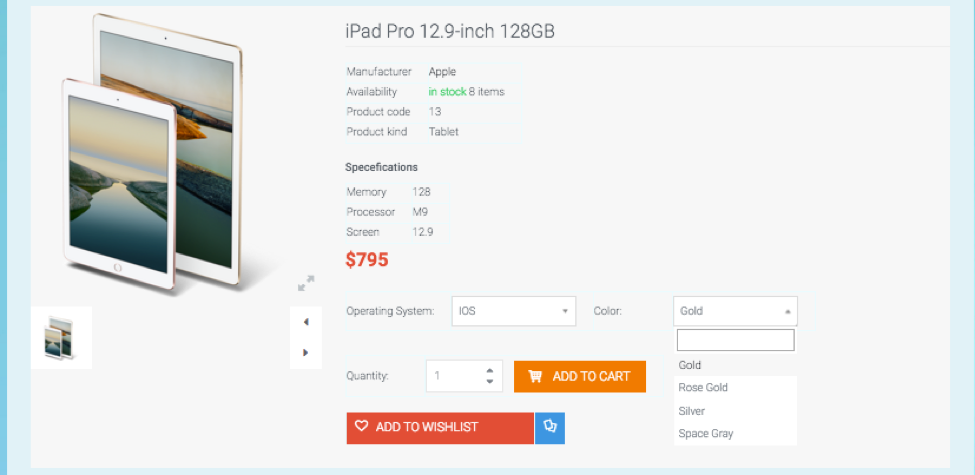 iPad Pro 12.9-inch 128GB
Manufacturer Apple
Availability in stock 8 items
Product code 13
Product kind Tablet
Specefications
Memory 128
Processor M9
Screen 12.9
$795
Operating System: IOS Color: Gold
Gold
Rose Gold
Silver
Space Gray
Quantity: 1 ADD TO CART
ADD TO WISHLIST